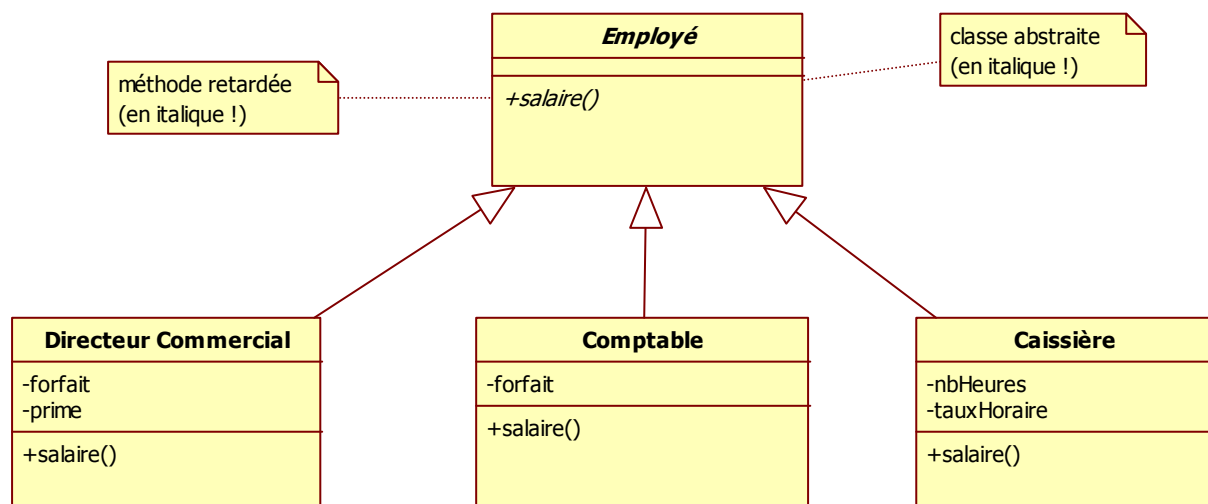 Employé
+salaire()
méthode retardée
(en italique !)
classe abstraite
(en italique !)
Directeur Commercial
-forfait
-prime
+salaire()
Comptable
-forfait
+salaire()
Caissière
-nbHeures
-tauxHoraire
+salaire()